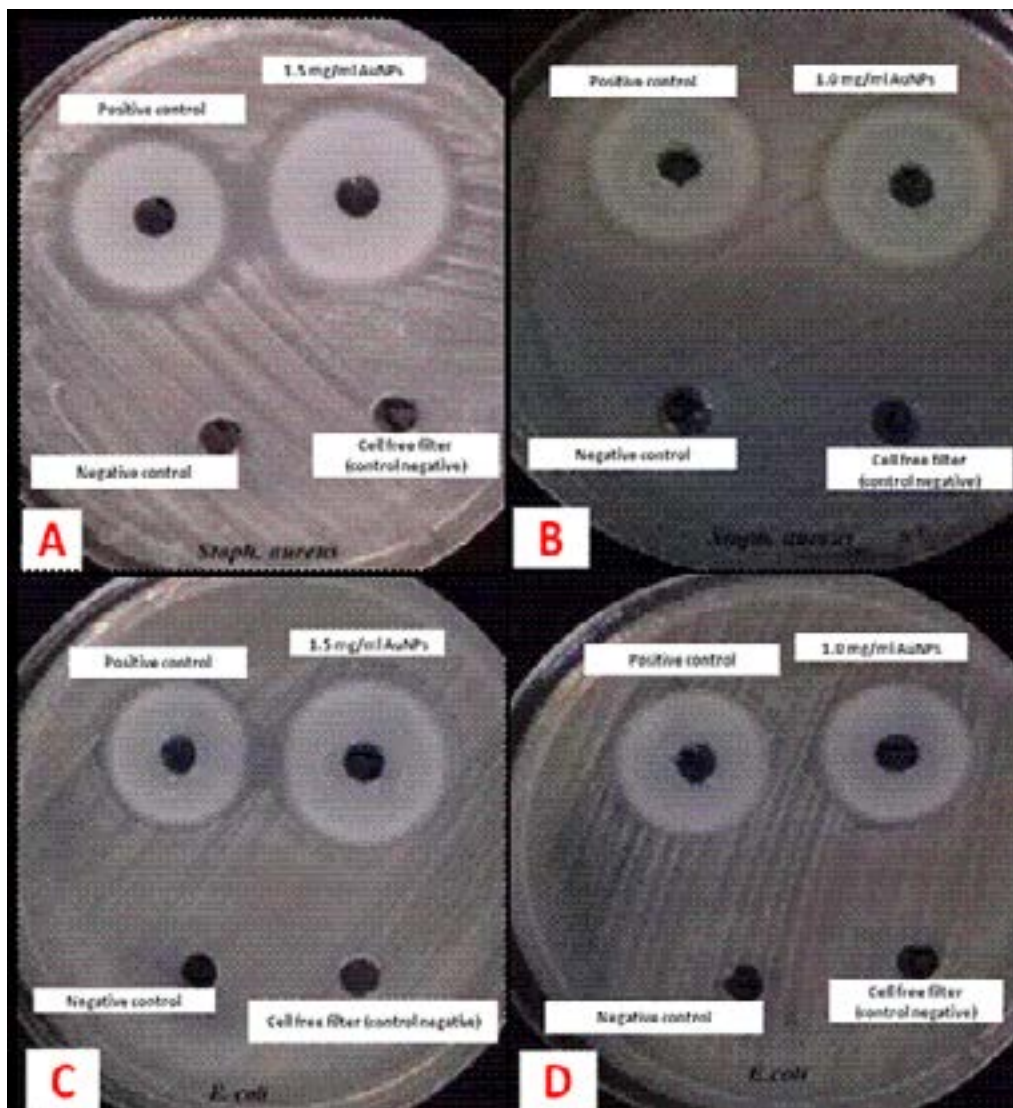 1.5 mg/ml AuNPs
Positive control
Negative control
Cell free filter
(control negative)
A
Staph. aureus
Positive control
1.0 mg/ml AuNPs
Negative control
Cell free filter
(control negative)
B
Staph. aureus
Positive control
1.5 mg/ml AuNPs
Negative control
Cell free filter (control negative)
C
E. coli
Positive control
1.0 mg/ml AuNPs
Negative control
Cell free filter
(control negative)
D
E.coli